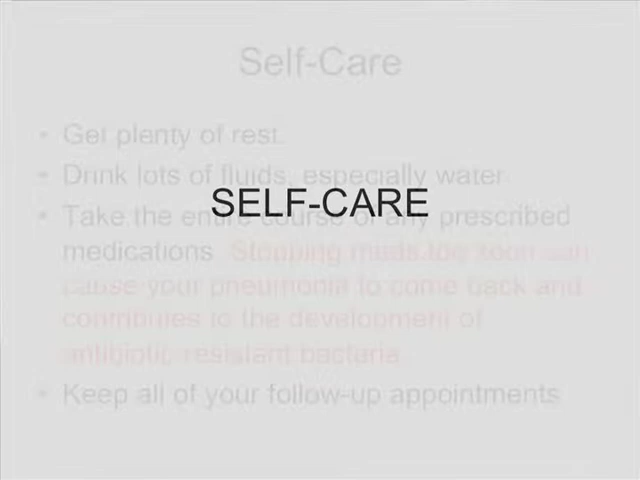 Self-Care
• Get plenty of rest.
• Drink lots of fluids, especially water.
SELF-CARE
• Take the entire course of any prescribed
medications. Stopping meds too soon can
cause your pneumonia to come back and
contributes to the development of
antibiotic-resistant bacteria.
• Keep all of your follow-up appointments.